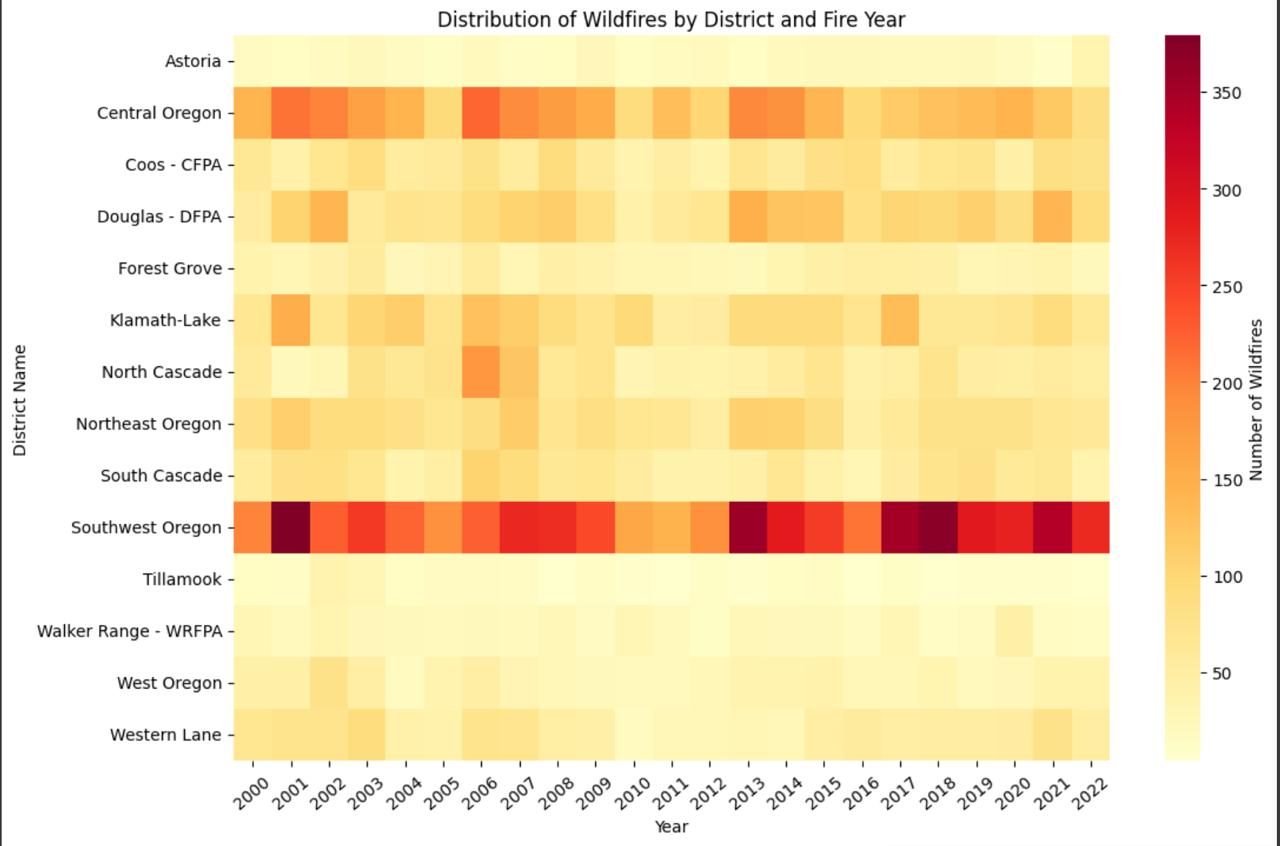 Distribution of Wildfires by District and Fire Year
District Name
Astoria
Central Oregon
Coos - CFPA
Douglas - DFPA
Forest Grove
Klamath-Lake
North Cascade
Northeast Oregon
South Cascade
Southwest Oregon
Tillamook
Walker Range - WRFPA
West Oregon
Western Lane
2000 2001 2002 2003 2004 2005 2006 2007 2008 2009 2010 2011 2012 2013 2014 2015 2016 2017 2018 2019 2020 2021 2022
Year
350
300
250
200
150
100
50
Number of Wildfires